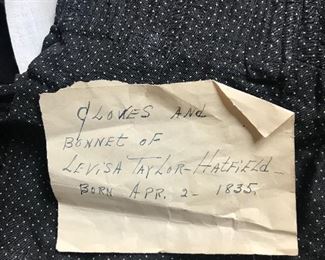 GLOVES AND
BONNET OF
LEVISA TAYLOR-HATFIELD-
BORN APR. 2- 1835.